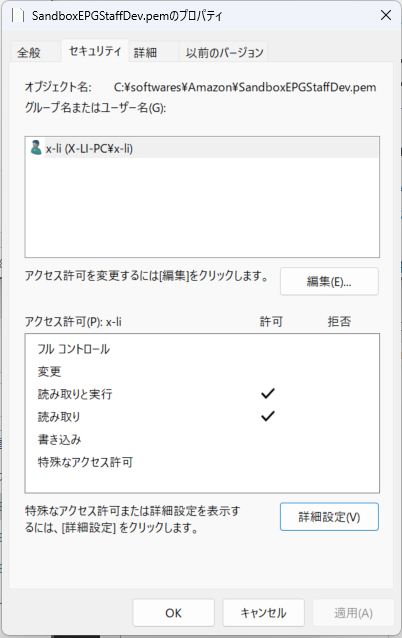 SandboxEPGStaffDev.pemのプロパティ
全般 セキュリティ 詳細 以前のバージョン
オブジェクト名: C:¥softwares¥Amazon¥SandboxEPGStaffDev.pem
グループ名またはユーザー名(G):
x-li (X-LI-PC¥x-li)
アクセス許可を変更するには[編集]をクリックします。 編集(E)...
アクセス許可(P): x-li 許可 拒否
フル コントロール
変更
読み取りと実行
読み取り
書き込み
特殊なアクセス許可
特殊なアクセス許可または詳細設定を表示す
るには、[詳細設定] をクリックします。
詳細設定(V)
OK キャンセル 適用(A)